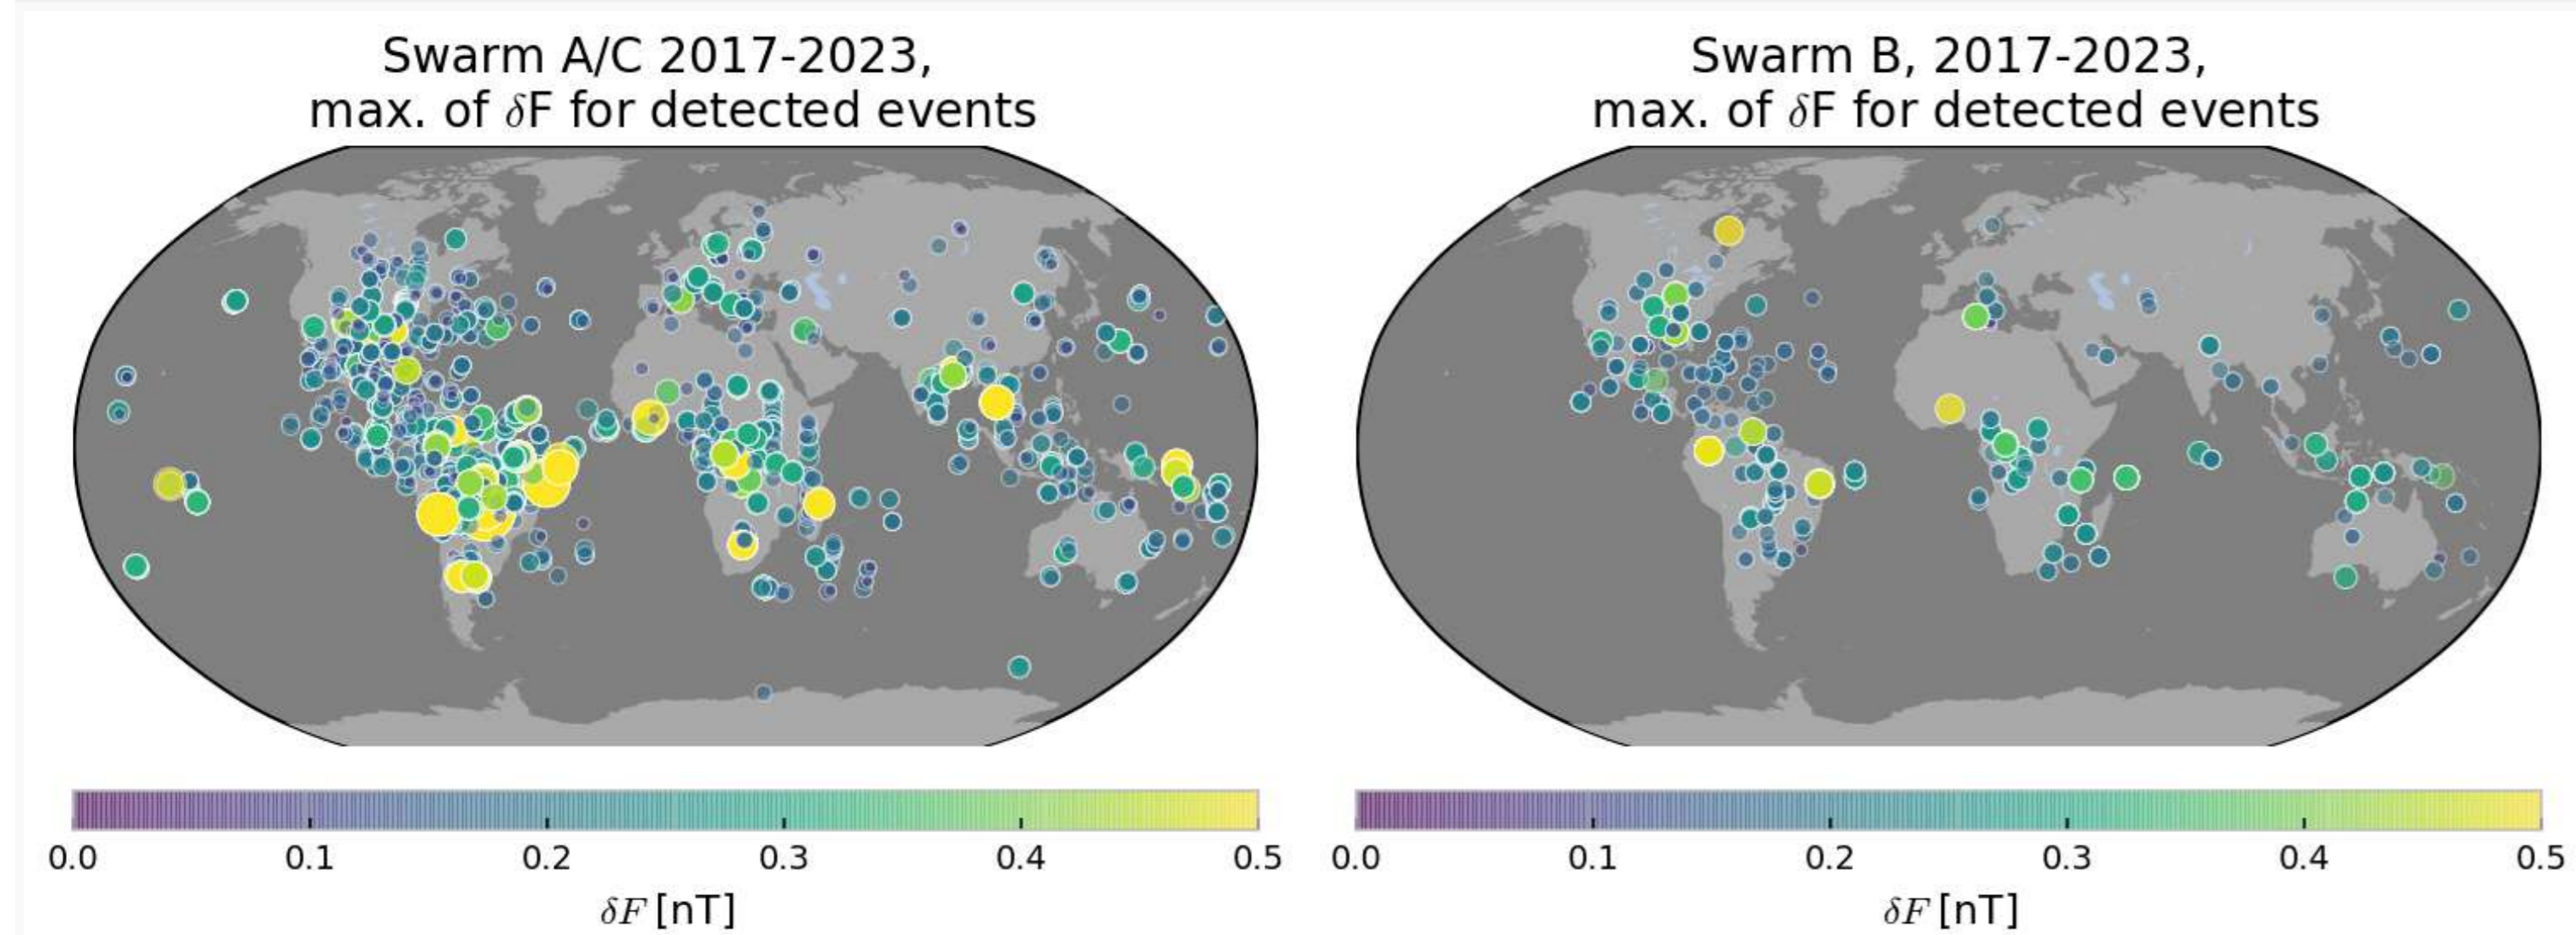 Swarm A/C 2017-2023,
max. of δF for detected events
0.0 0.1 0.2 0.3 0.4 0.5
δF [nT]
Swarm B, 2017-2023,
max. of δF for detected events
0.0 0.1 0.2 0.3 0.4 0.5
δF [nT]